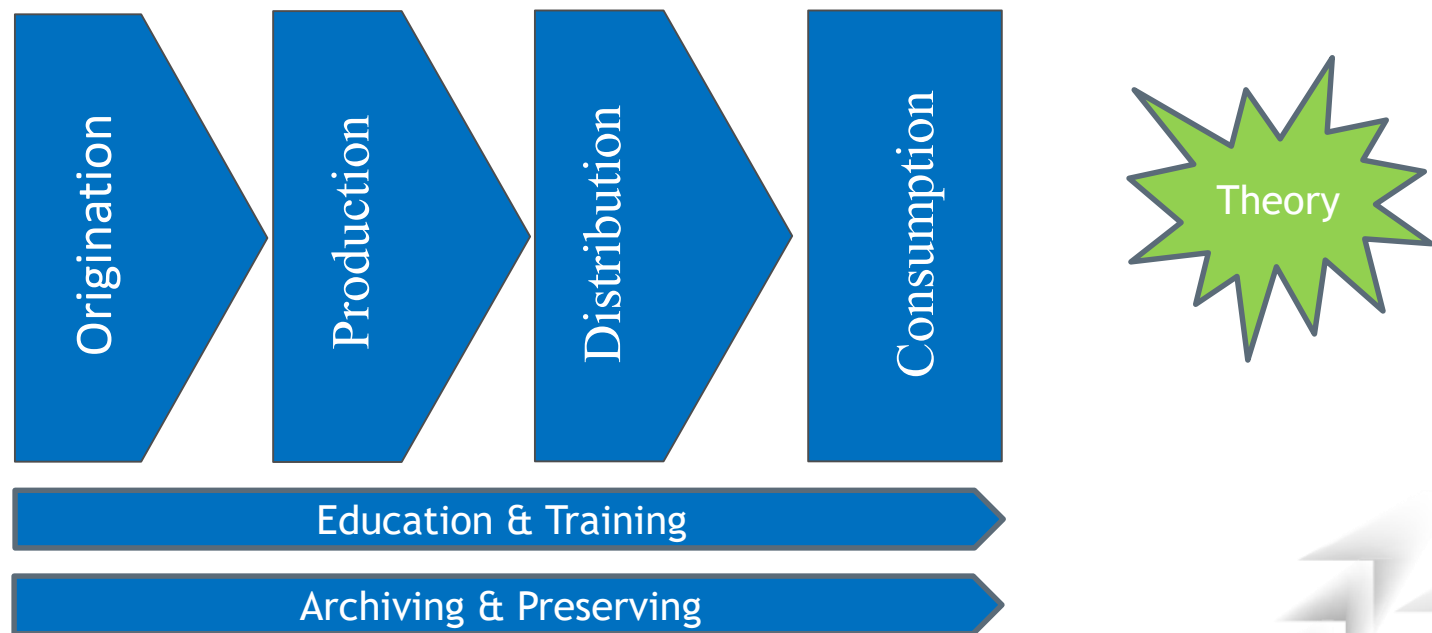 Origination
Production
Distribution
Consumption
Theory
Education & Training
Archiving & Preserving